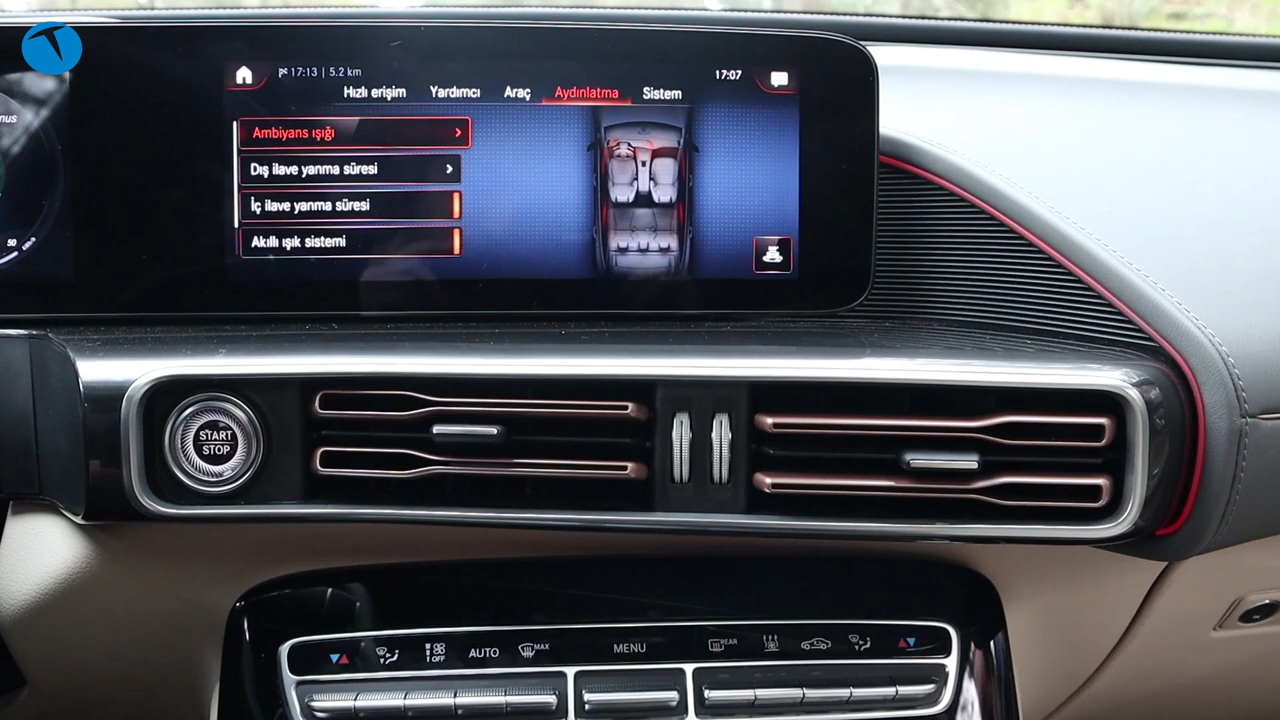 17:13 | 5.2 km
17:07
Hızlı erişim Yardımcı Araç Aydınlatma Sistem
Ambiyans ışığı
Dış ilave yanma süresi
İç ilave yanma süresi
Akıllı ışık sistemi
50
START
STOP
OFF AUTO MAX MENU REAR